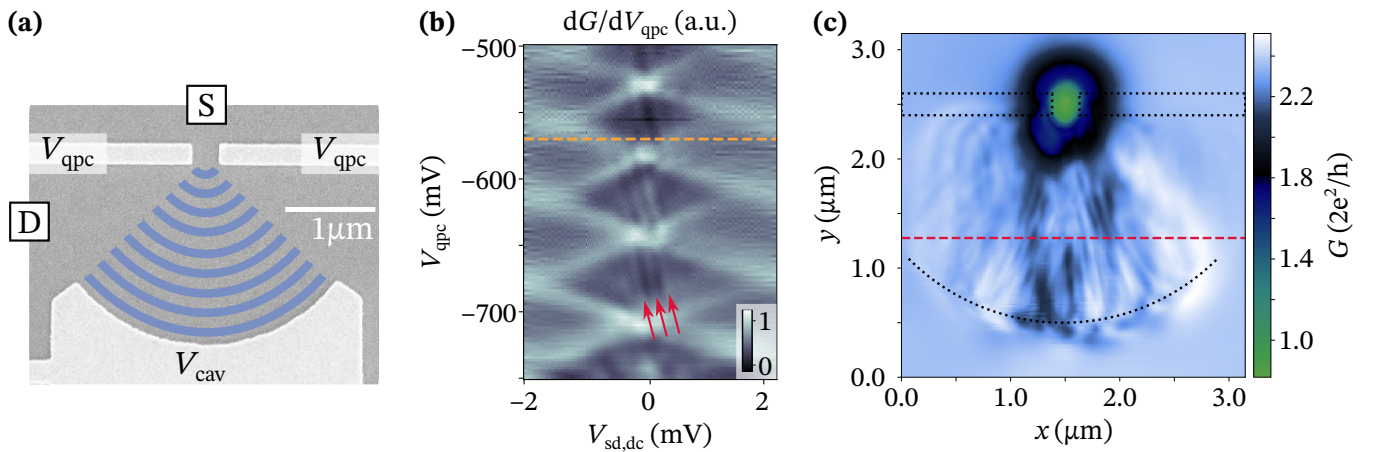 (a)
S
V_qpc
V_qpc
D
1μm
V_cav
(b)
dG/dV_qpc (a.u.)
−500
−600
−700
V_qpc (mV)
1
0
−2
0
2
V_sd,dc (mV)
(c)
3.0
2.0
1.0
0.0
y (μm)
0.0
1.0
2.0
3.0
x (μm)
2.2
1.8
1.4
1.0
G (2e²/h)